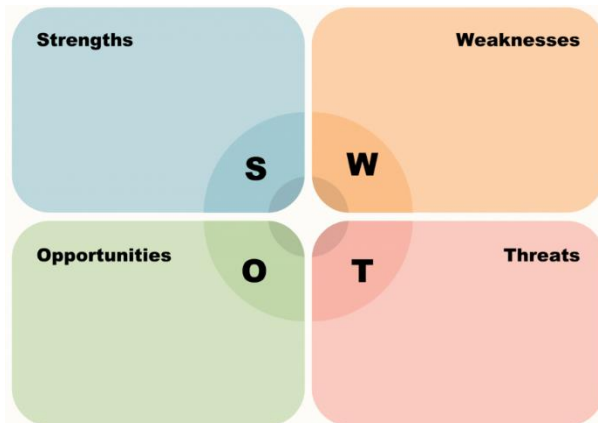 Strengths
Weaknesses
S
W
Opportunities
Threats
O
T